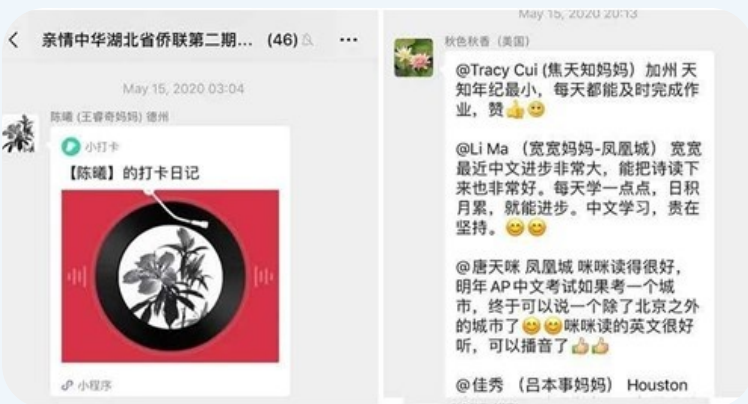 亲情中华湖北省侨联第二期... (46)
May 15, 2020 03:04
陈曦 (王睿奇妈妈) 德州
小打卡
【陈曦】的打卡日记
小程序
May 15, 2020 20:13
秋色秋香（美国）
@Tracy Cui (焦天知妈妈）加州 天
知年纪最小，每天都能及时完成作
业，赞👍😊
@Li Ma （宽宽妈妈-凤凰城） 宽宽
最近中文进步非常大，能把诗读下
来也非常好。每天学一点点，日积
月累，就能进步。中文学习，贵在
坚持。😊😊
@唐天咪 凤凰城 咪咪读得很好，
明年AP中文考试如果考一个城
市，终于可以说一个除了北京之外
的城市了😊😊咪咪读的英文很好
听，可以播音了👍👍
@佳秀 （吕本事妈妈） Houston